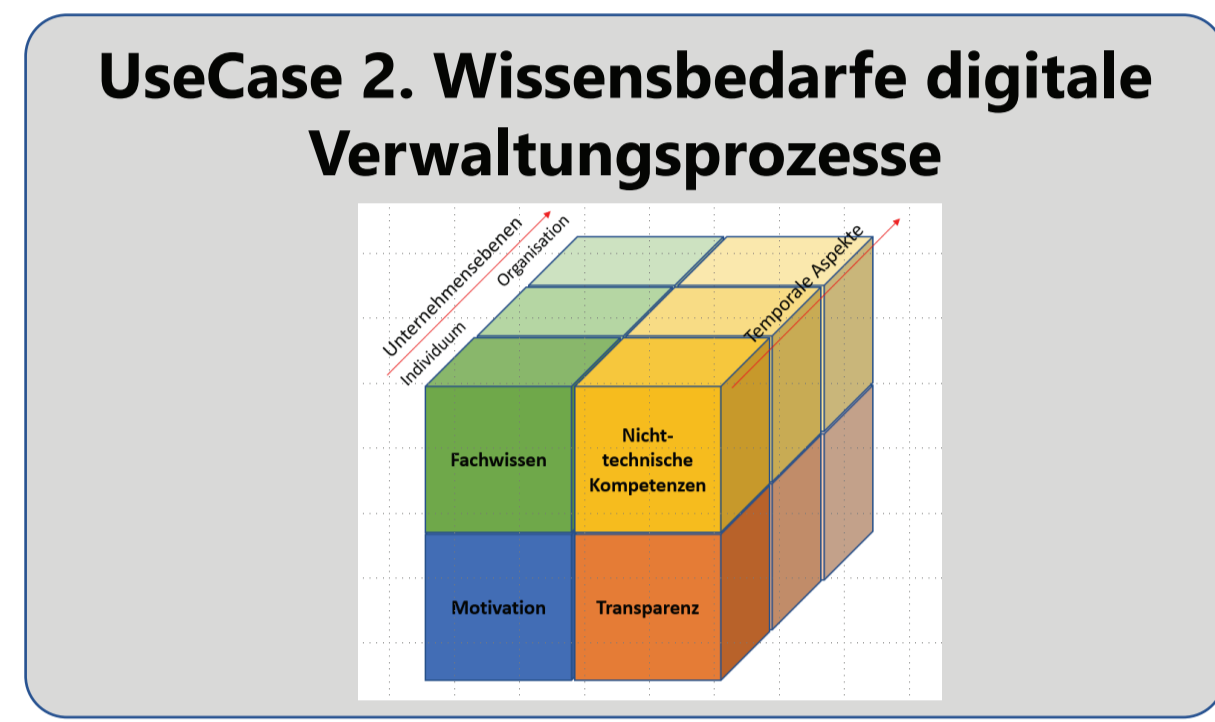 UseCase 2. Wissensbedarfe digitale
Verwaltungsprozesse
Unternehmensebenen
Organisation
Individuum
Temporale Aspekte
Fachwissen
Nicht-
technische
Kompetenzen
Motivation
Transparenz